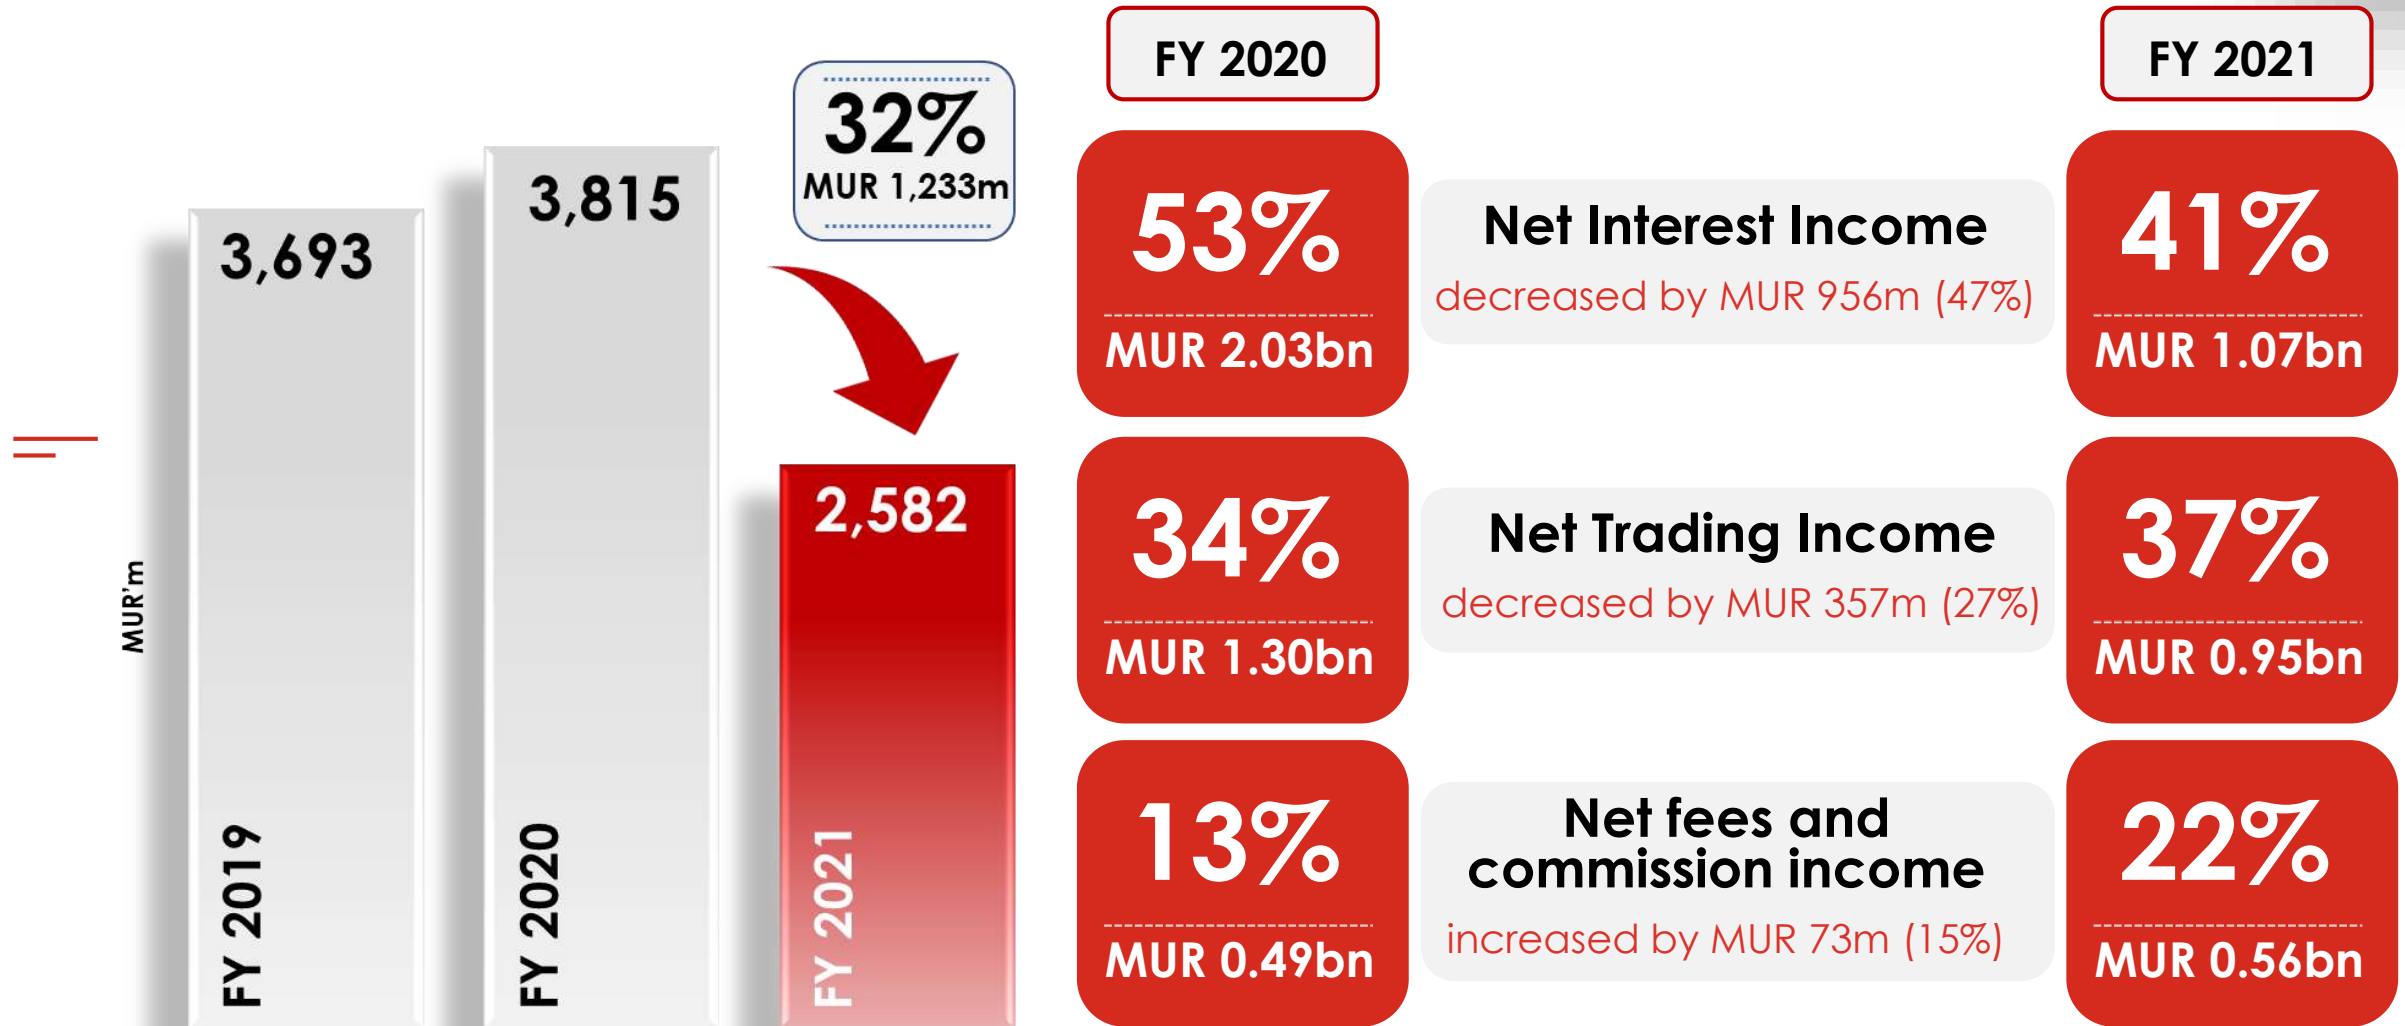 MUR'm
3,693
FY 2019
3,815
FY 2020
32%
MUR 1,233m
2,582
FY 2021
FY 2020
FY 2021
53%
MUR 2.03bn
Net Interest Income
decreased by MUR 956m (47%)
41%
MUR 1.07bn
34%
MUR 1.30bn
Net Trading Income
decreased by MUR 357m (27%)
37%
MUR 0.95bn
13%
MUR 0.49bn
Net fees and
commission income
increased by MUR 73m (15%)
22%
MUR 0.56bn